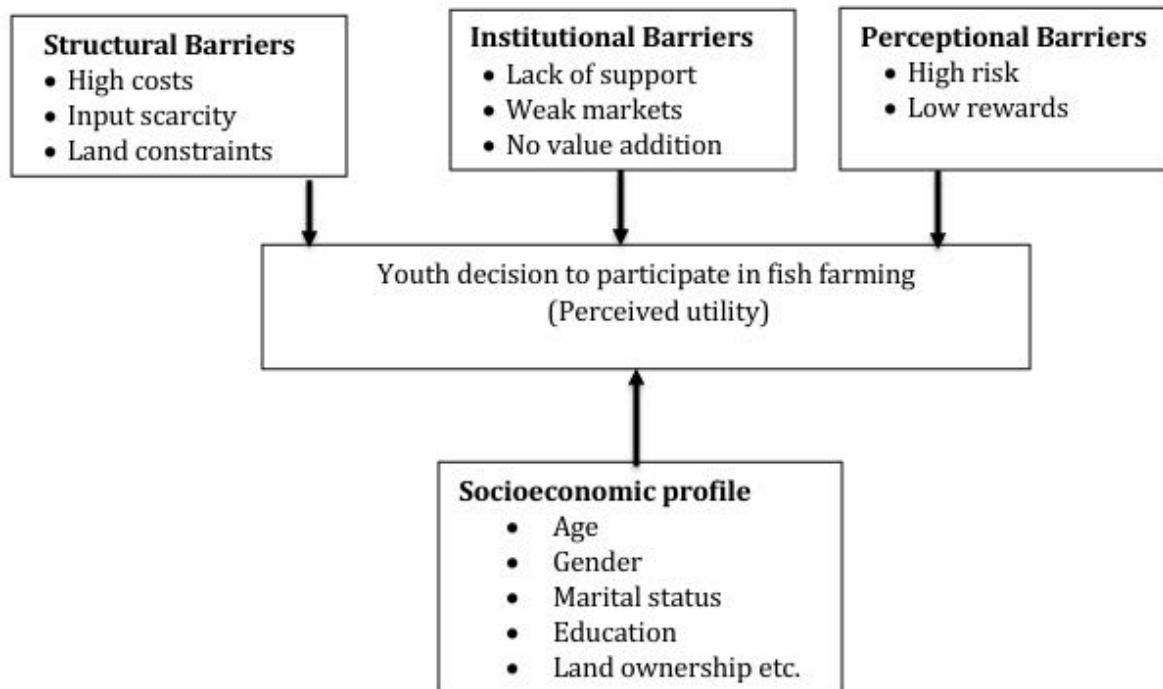 Structural Barriers
• High costs
• Input scarcity
• Land constraints
Institutional Barriers
• Lack of support
• Weak markets
• No value addition
Perceptional Barriers
• High risk
• Low rewards
Youth decision to participate in fish farming
(Perceived utility)
Socioeconomic profile
• Age
• Gender
• Marital status
• Education
• Land ownership etc.